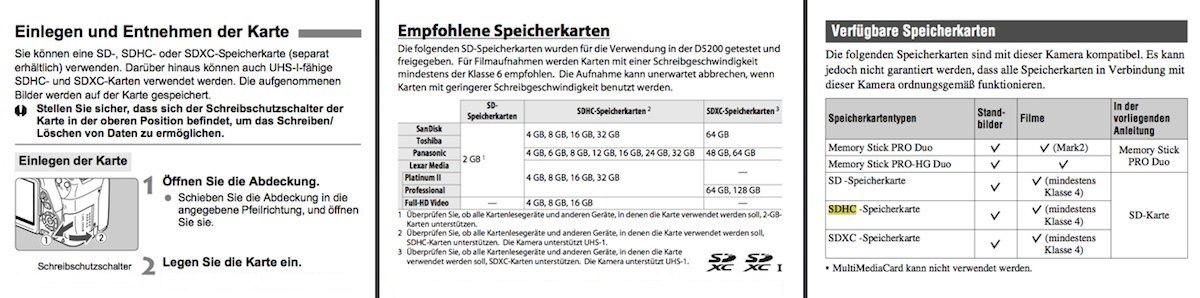 Einlegen und Entnehmen der Karte
Sie können eine SD-, SDHC- oder SDXC-Speicherkarte (separat
erhältlich) verwenden. Darüber hinaus können auch UHS-I-fähige
SDHC- und SDXC-Karten verwendet werden. Die aufgenommenen
Bilder werden auf der Karte gespeichert.
Stellen Sie sicher, dass sich der Schreibschutzschalter der
Karte in der oberen Position befindet, um das Schreiben/
Löschen von Daten zu ermöglichen.
Einlegen der Karte
1 Öffnen Sie die Abdeckung.
● Schieben Sie die Abdeckung in die
angegebene Pfeilrichtung, und öffnen
Sie sie.
1 2
Schreibschutzschalter
2 Legen Sie die Karte ein.
Empfohlene Speicherkarten
Die folgenden SD-Speicherkarten wurden für die Verwendung in der D5200 getestet und
freigegeben. Für Filmaufnahmen werden Karten mit einer Schreibgeschwindigkeit
mindestens der Klasse 6 empfohlen. Die Aufnahme kann unerwartet abbrechen, wenn
Karten mit geringerer Schreibgeschwindigkeit benutzt werden.
SD-
Speicherkarten SDHC-Speicherkarten 2 SDXC-Speicherkarten 3
SanDisk
Toshiba
4 GB, 8 GB, 16 GB, 32 GB 64 GB
Panasonic 2 GB 1 4 GB, 6 GB, 8 GB, 12 GB, 16 GB, 24 GB, 32 GB 48 GB, 64 GB
Lexar Media
Platinum II 4 GB, 8 GB, 16 GB, 32 GB —
Professional 64 GB, 128 GB
Full-HD Video — 4 GB, 8 GB, 16 GB —
1 Überprüfen Sie, ob alle Kartenlesegeräte und anderen Geräte, in denen die Karte verwendet werden soll, 2-GB-
Karten unterstützen.
2 Überprüfen Sie, ob alle Kartenlesegeräte und anderen Geräte, in denen die Karte verwendet werden soll,
SDHC-Karten unterstützen. Die Kamera unterstützt UHS-1.
3 Überprüfen Sie, ob alle Kartenlesegeräte und anderen Geräte, in denen die Karte
verwendet werden soll, SDXC-Karten unterstützen. Die Kamera unterstützt UHS-1.
SD XC SD XC I
Verfügbare Speicherkarten
Die folgenden Speicherkarten sind mit dieser Kamera kompatibel. Es kann
jedoch nicht garantiert werden, dass alle Speicherkarten in Verbindung mit
dieser Kamera ordnungsgemäß funktionieren.
Speicherkartentypen Stand-
bilder Filme In der
vorliegenden
Anleitung
Memory Stick PRO Duo ✓ ✓ (Mark2) Memory Stick
PRO Duo
Memory Stick PRO-HG Duo ✓ ✓
SD -Speicherkarte ✓ ✓ (mindestens
Klasse 4)
SDHC -Speicherkarte ✓ ✓ (mindestens
Klasse 4) SD-Karte
SDXC -Speicherkarte ✓ ✓ (mindestens
Klasse 4)
• MultiMediaCard kann nicht verwendet werden.